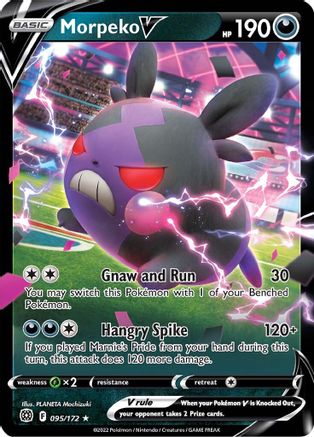 BASIC
Morpeko V
HP 190
Gnaw and Run 30
You may switch this Pokémon with 1 of your Benched
Pokémon.
Hangry Spike 120+
If you played Marnie's Pride from your hand during this
turn, this attack does 120 more damage.
weakness ×2 resistance retreat
Illus. PLANETA Mochizuki
F 095/172 ★
V rule
When your Pokémon V is Knocked Out,
your opponent takes 2 Prize cards.
©2022 Pokémon / Nintendo / Creatures / GAME FREAK